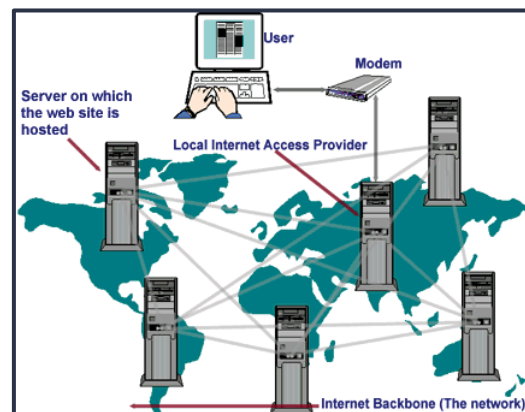 User
Modem
Server on which
the web site is
hosted
Local Internet Access Provider
Internet Backbone (The network)